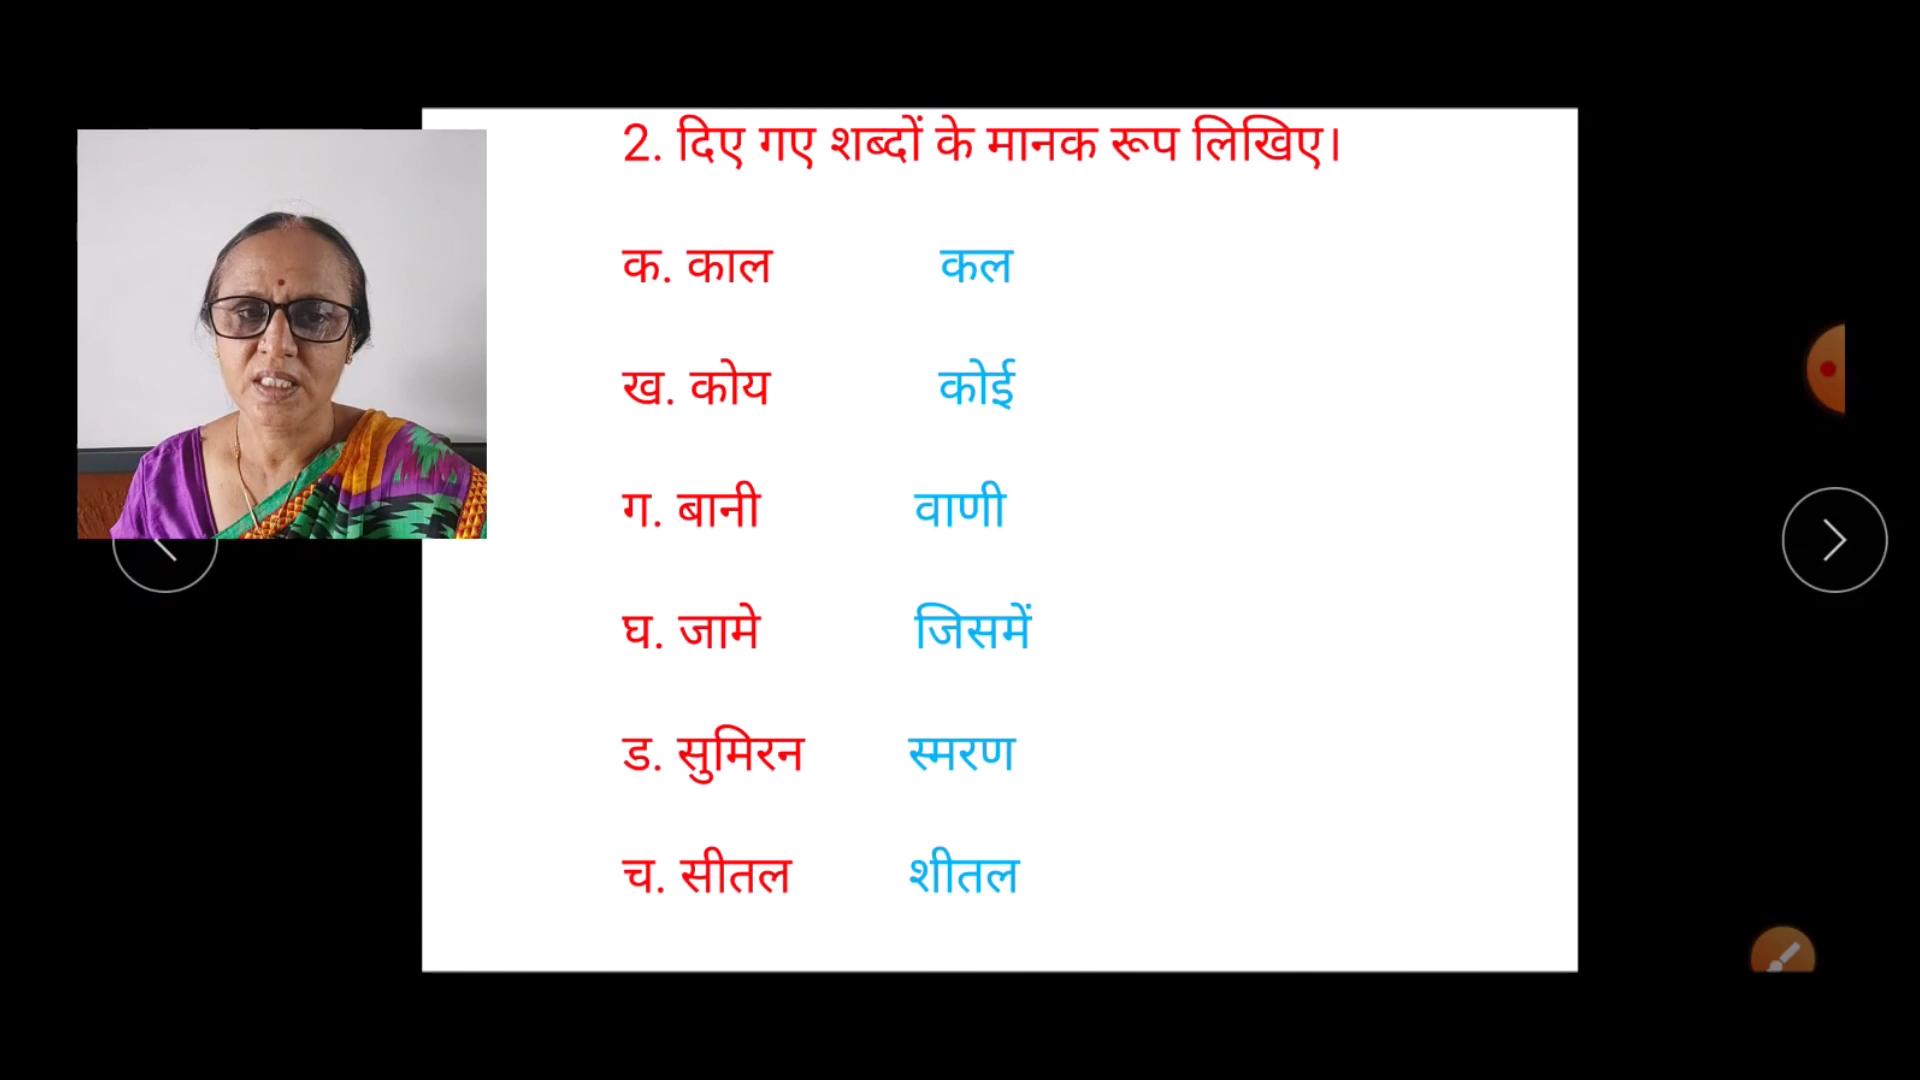 2. दिए गए शब्दों के मानक रूप लिखिए।
क. काल कल
ख. कोय कोई
ग. बानी वाणी
घ. जामे जिसमें
ड. सुमिरन स्मरण
च. सीतल शीतल